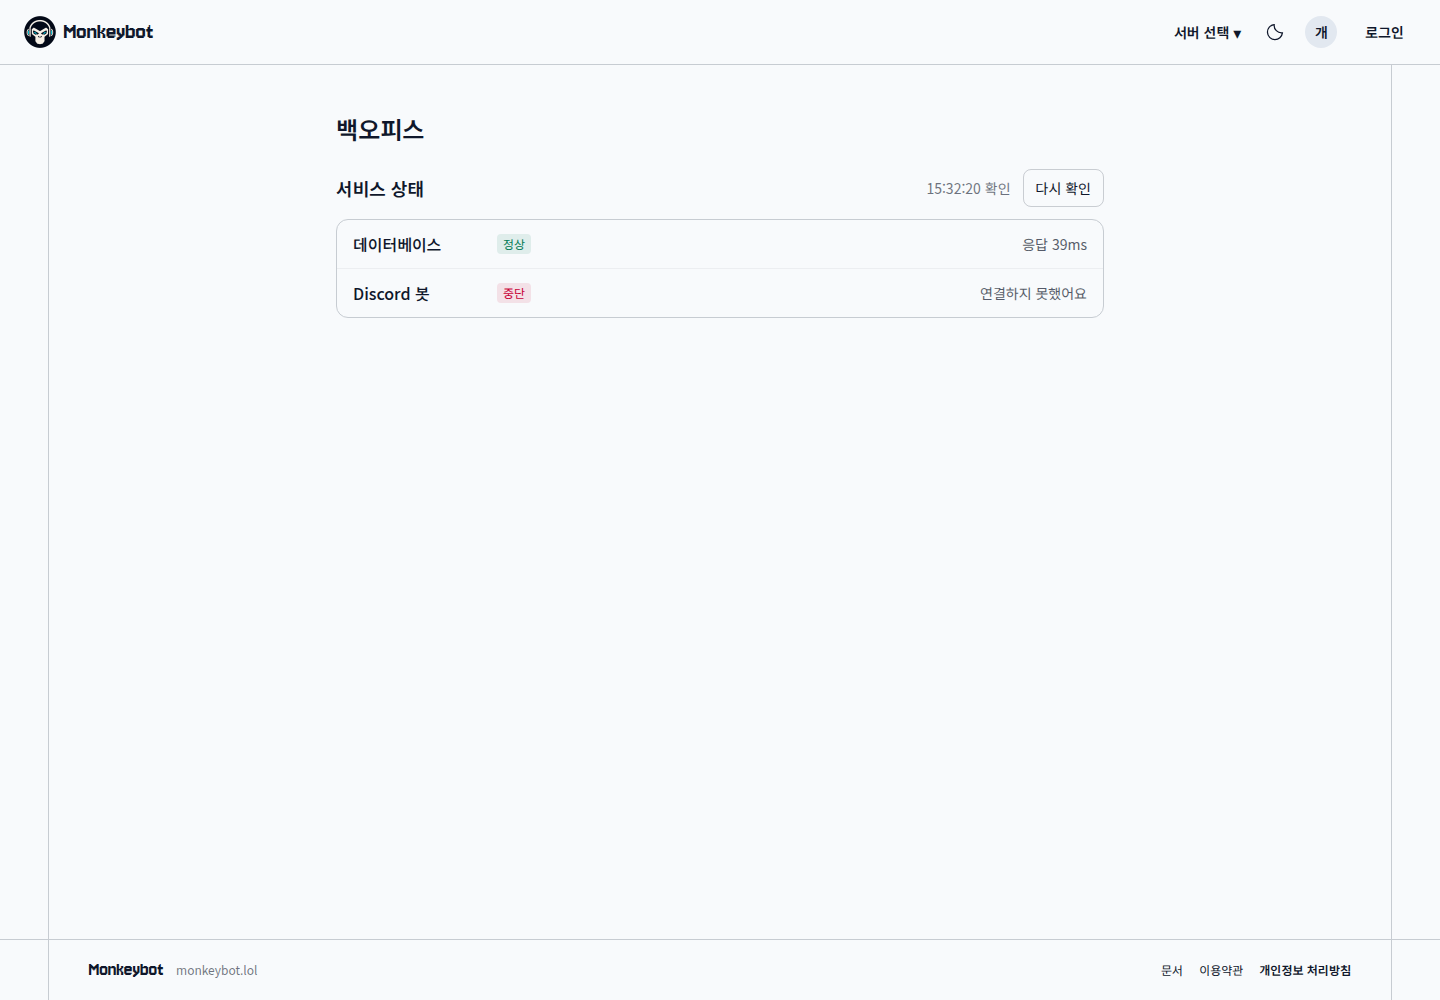 Monkeybot
서버 선택 ▾
개
로그인
백오피스
서비스 상태
15:32:20 확인
다시 확인
데이터베이스
정상
응답 39ms
Discord 봇
중단
연결하지 못했어요
Monkeybot
monkeybot.lol
문서
이용약관
개인정보 처리방침